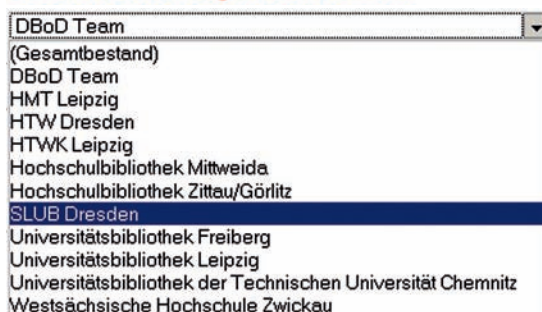 DBoD Team
(Gesamtbestand)
DBoD Team
HMT Leipzig
HTW Dresden
HTWK Leipzig
Hochschulbibliothek Mittweida
Hochschulbibliothek Zittau/Görlitz
SLUB Dresden
Universitätsbibliothek Freiberg
Universitätsbibliothek Leipzig
Universitätsbibliothek der Technischen Universität Chemnitz
Westsächsische Hochschule Zwickau